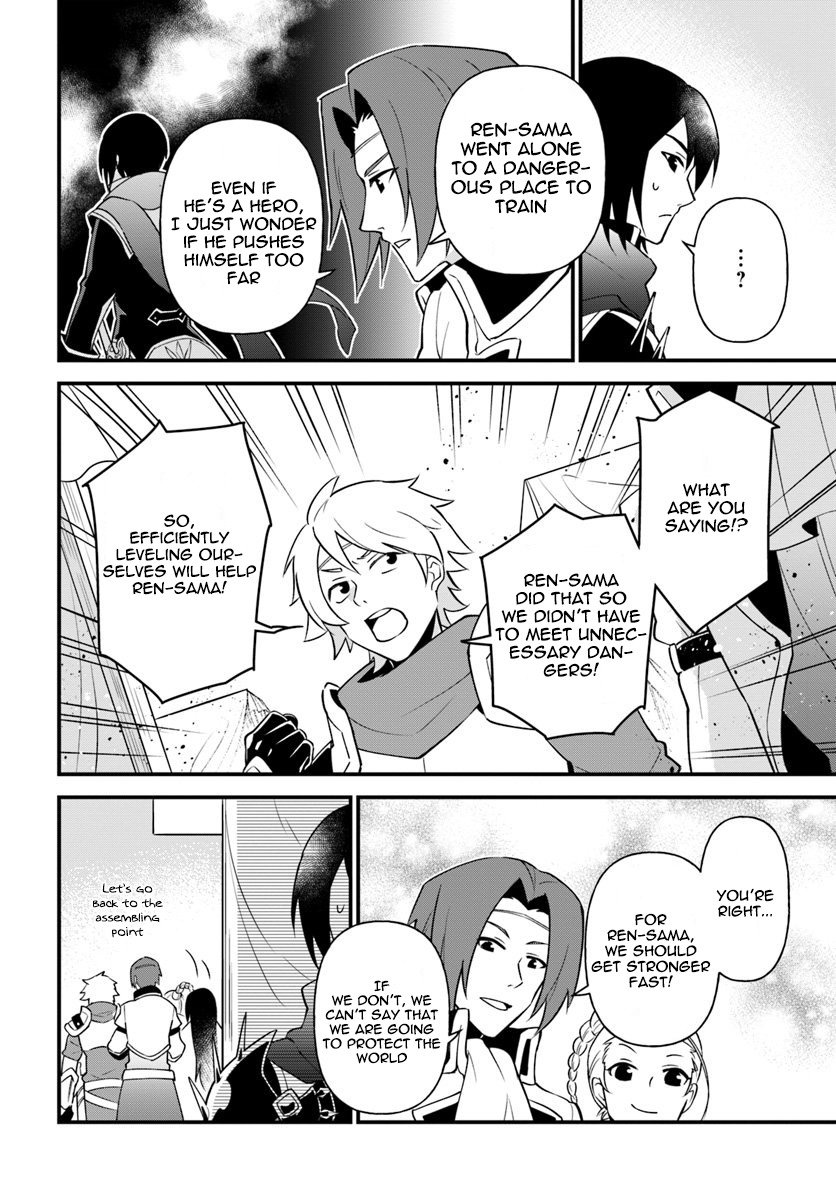 ...?
REN-SAMA
WENT ALONE
TO A DANGER-
OUS PLACE TO
TRAIN
EVEN IF
HE'S A HERO,
I JUST WONDER
IF HE PUSHES
HIMSELF TOO
FAR
WHAT
ARE YOU
SAYING!?
REN-SAMA
DID THAT SO
WE DIDN'T HAVE
TO MEET UNNEC-
ESSARY DAN-
GERS!
SO,
EFFICIENTLY
LEVELING OUR-
SELVES WILL HELP
REN-SAMA!
YOU'RE
RIGHT...
FOR
REN-SAMA,
WE SHOULD
GET STRONGER
FAST!
IF
WE DON'T, WE
CAN'T SAY THAT
WE ARE GOING
TO PROTECT THE
WORLD
Let's go
back to the
assembling
point